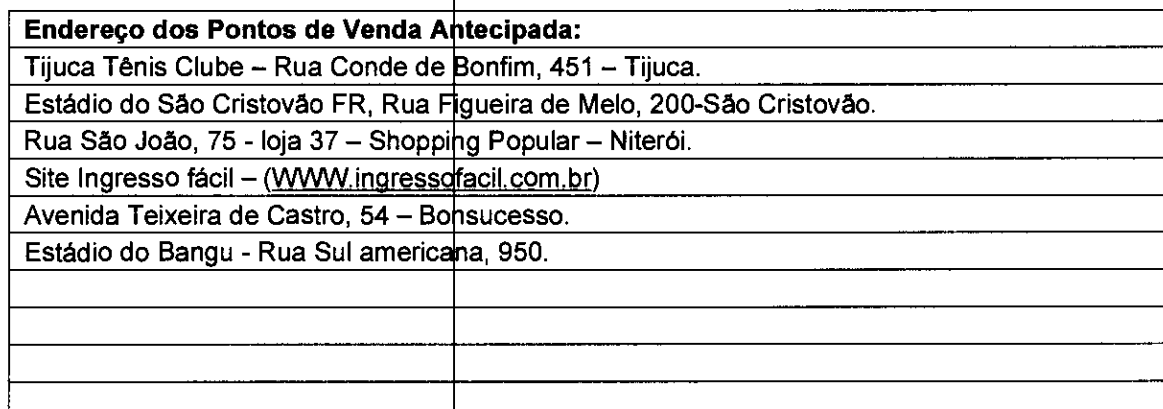 Endereço dos Pontos de Venda Antecipada:
Tijuca Tênis Clube – Rua Conde de Bonfim, 451 – Tijuca.
Estádio do São Cristovão FR, Rua Figueira de Melo, 200-São Cristovão.
Rua São João, 75 - loja 37 – Shopping Popular – Niterói.
Site Ingresso fácil – (WWW.ingressofacil.com.br)
Avenida Teixeira de Castro, 54 – Bonsucesso.
Estádio do Bangu - Rua Sul americana, 950.